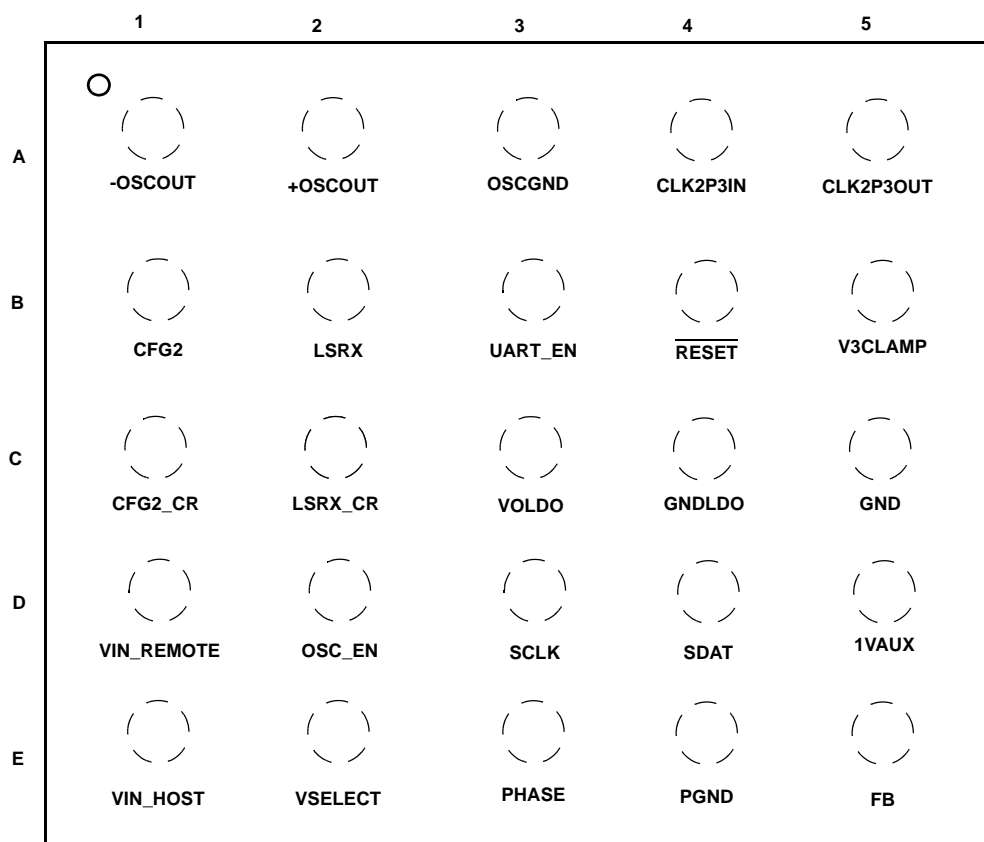 1 2 3 4 5
A
-OSCOUT +OSCOUT OSCGND CLK2P3IN CLK2P3OUT
B
CFG2 LSRX UART_EN RESET V3CLAMP
C
CFG2_CR LSRX_CR VOLDO GNDLDO GND
D
VIN_REMOTE OSC_EN SCLK SDAT 1VAUX
E
VIN_HOST VSELECT PHASE PGND FB